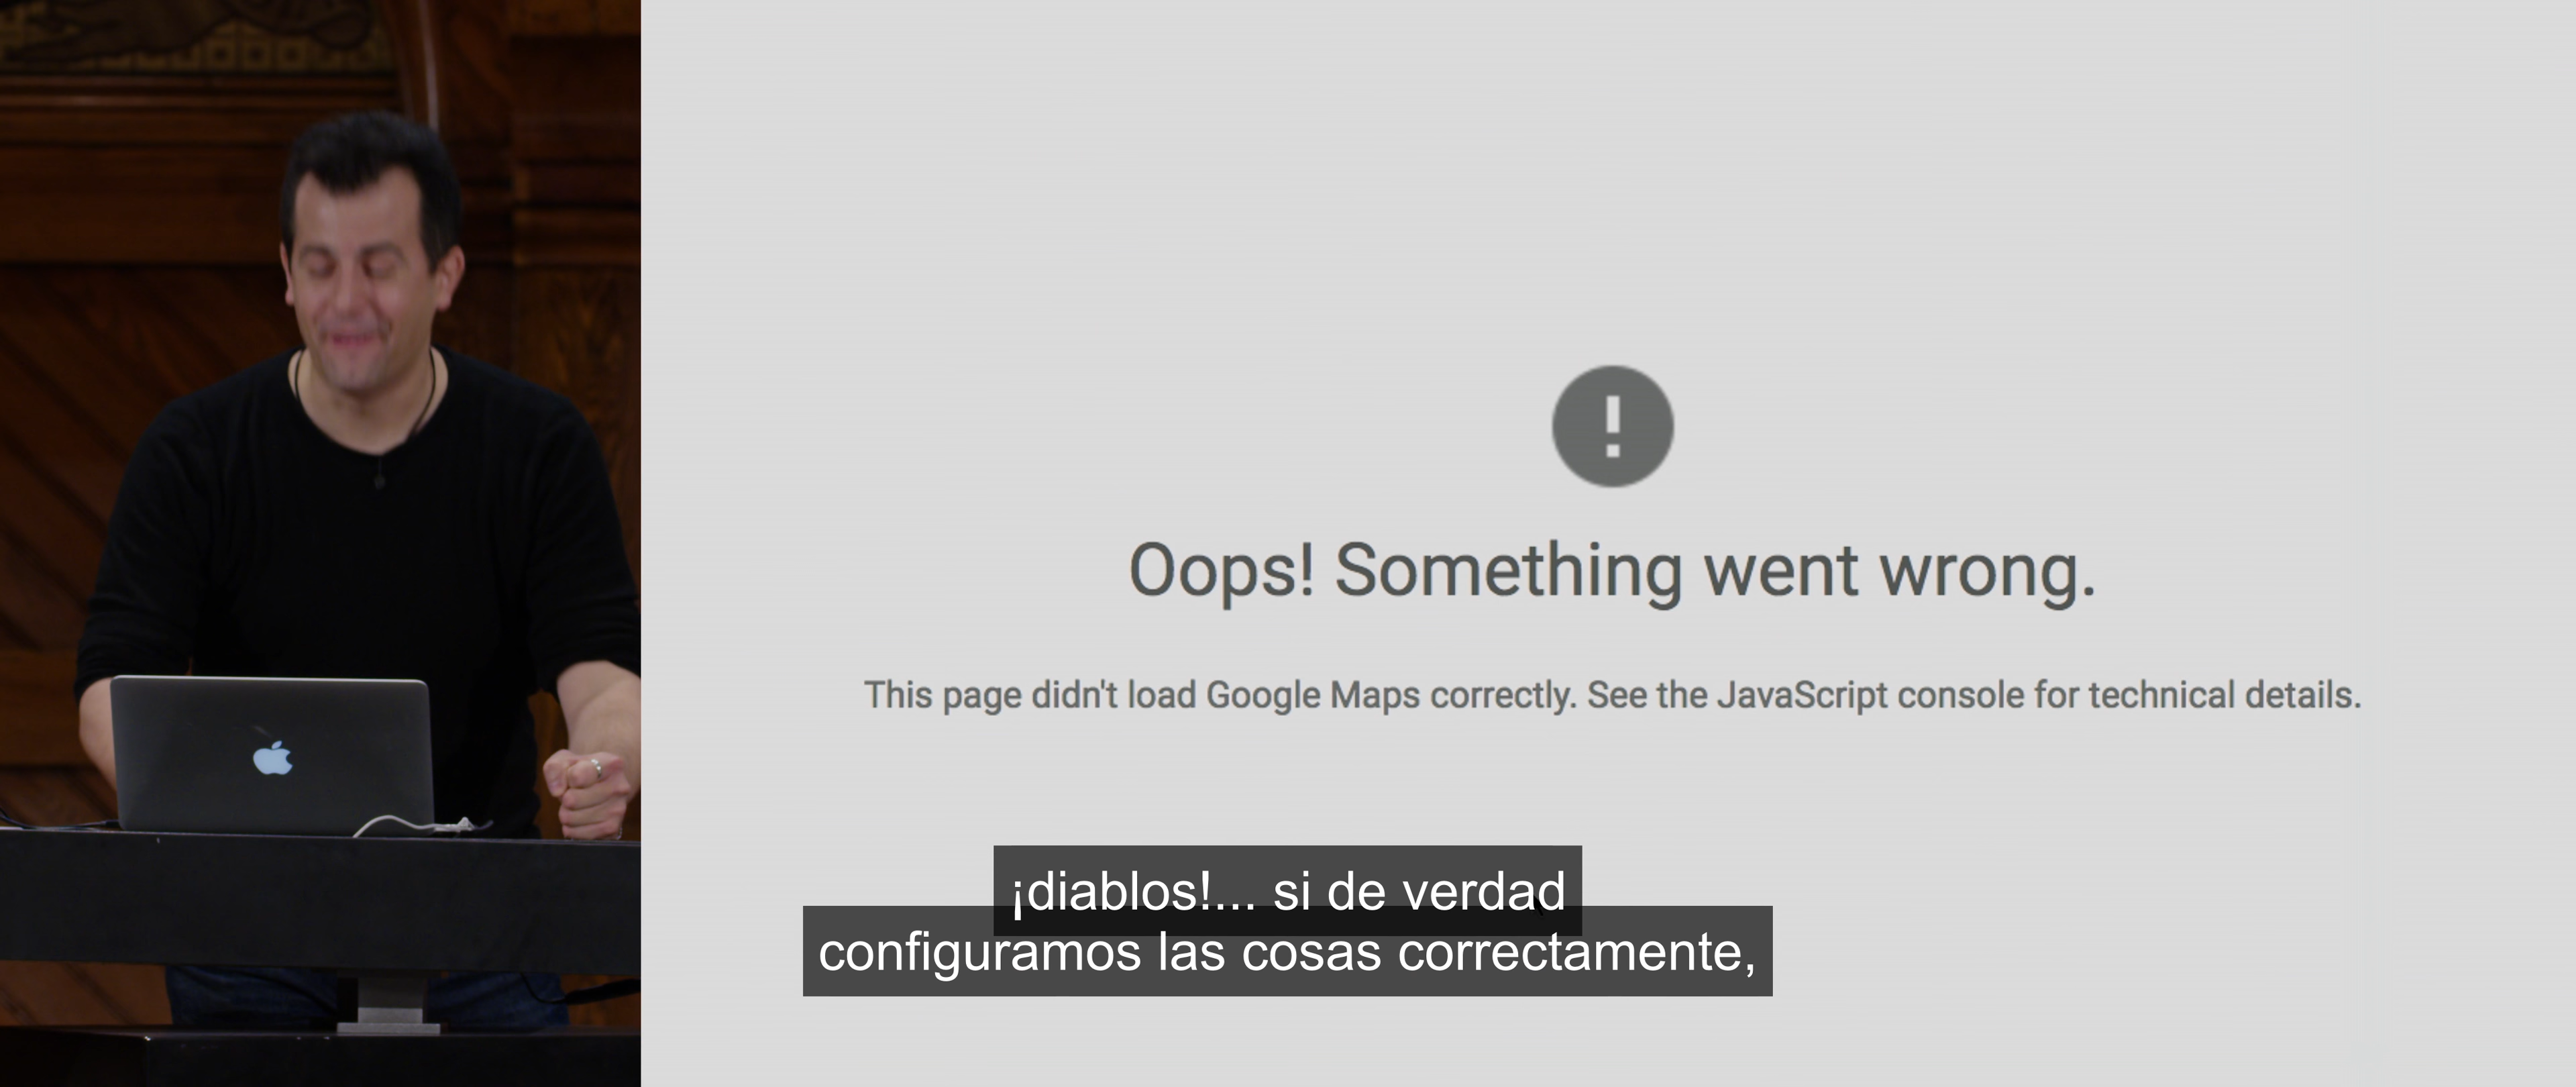 Oops! Something went wrong.
This page didn't load Google Maps correctly. See the JavaScript console for technical details.
¡diablos!... si de verdad
configuramos las cosas correctamente,